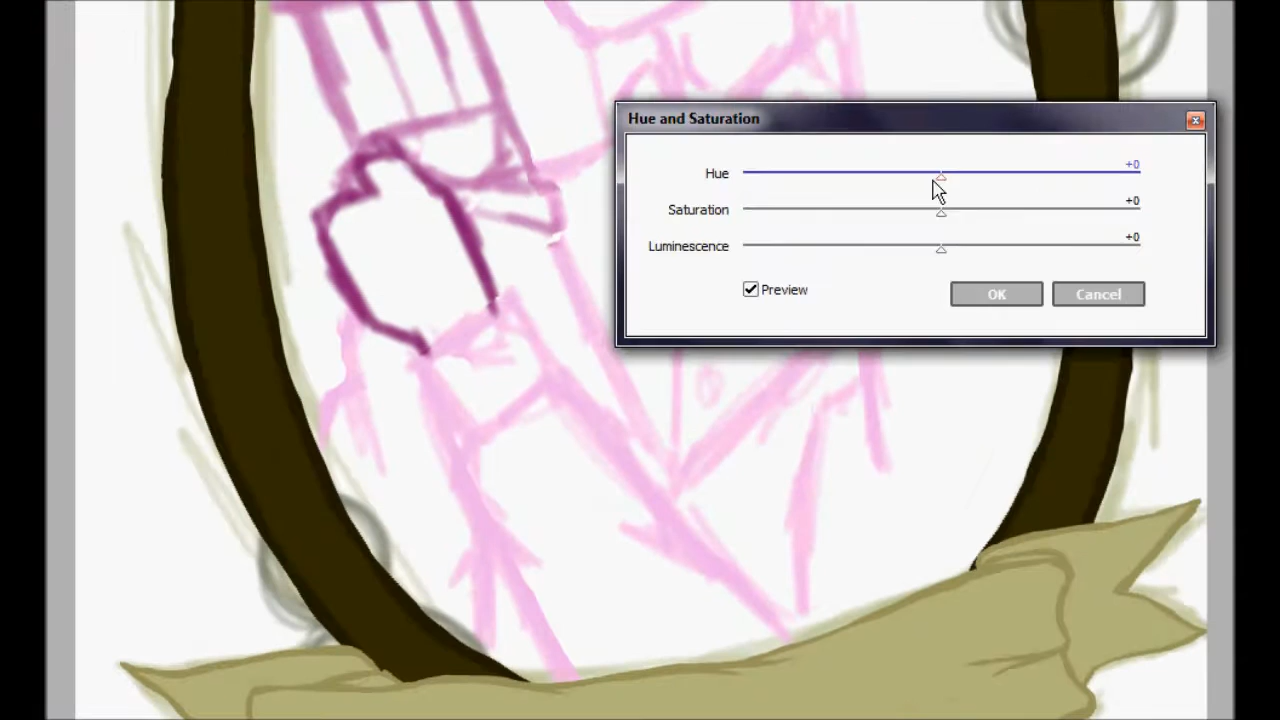 Hue and Saturation
Hue +0
Saturation +0
Luminescence +0
Preview OK Cancel